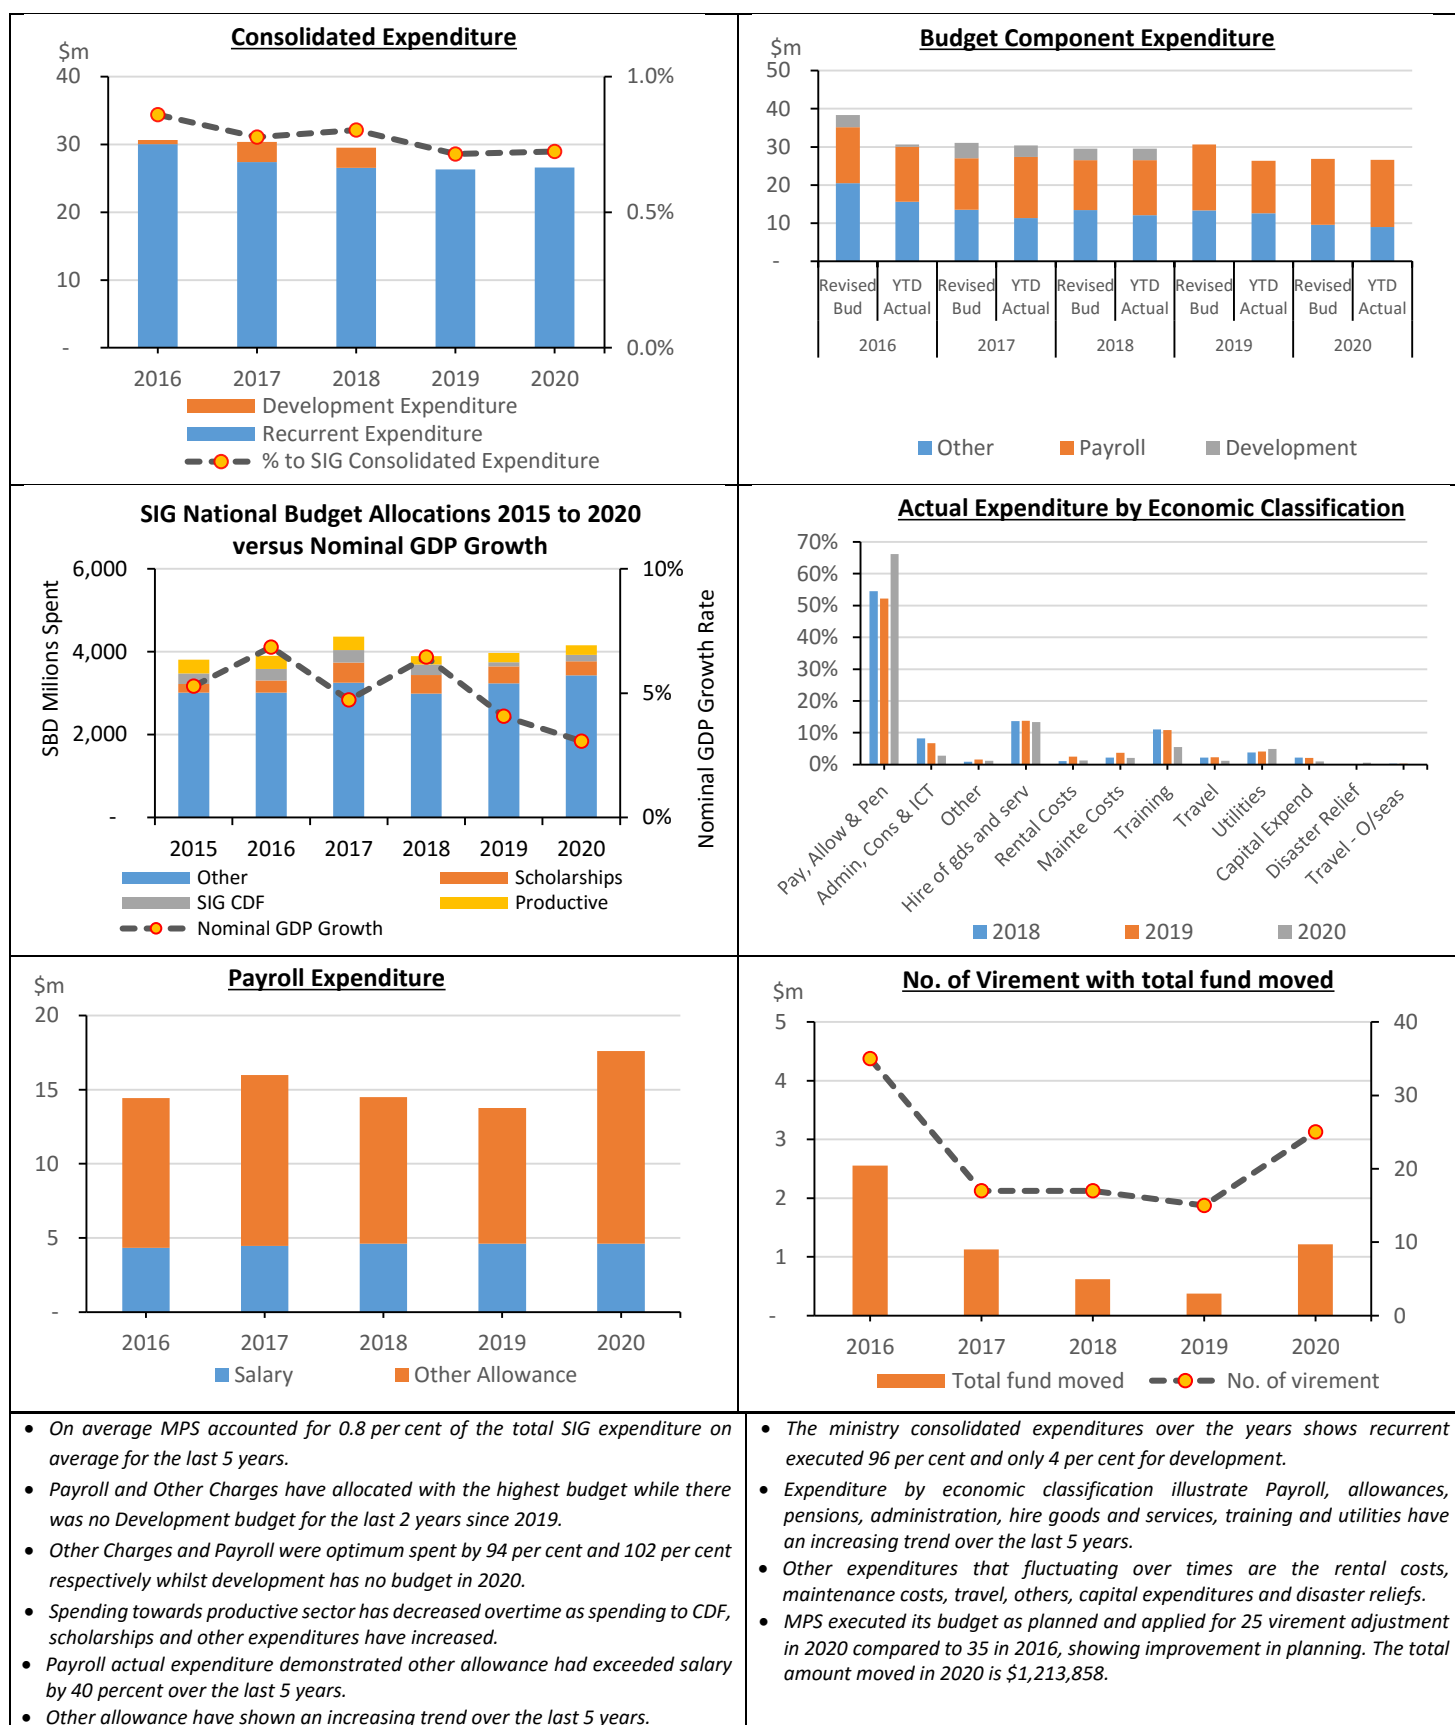 Consolidated Expenditure
$m
40
30
20
10
-
1.0%
0.5%
0.0%
2016 2017 2018 2019 2020
Development Expenditure
Recurrent Expenditure
% to SIG Consolidated Expenditure
Budget Component Expenditure
$m
50
40
30
20
10
-
Revised Bud YTD Actual Revised Bud YTD Actual Revised Bud YTD Actual Revised Bud YTD Actual Revised Bud YTD Actual
2016 2017 2018 2019 2020
Other Payroll Development
SIG National Budget Allocations 2015 to 2020
versus Nominal GDP Growth
SBD Milions Spent
6,000
4,000
2,000
-
10%
5%
0%
Nominal GDP Growth Rate
2015 2016 2017 2018 2019 2020
Other Scholarships
SIG CDF Productive
Nominal GDP Growth
Actual Expenditure by Economic Classification
70%
60%
50%
40%
30%
20%
10%
0%
Pay, Allow & Pen
Admin, Cons & ICT
Other
Hire of gds and serv
Rental Costs
Mainte Costs
Training
Travel
Utilities
Capital Expend
Disaster Relief
Travel - O/seas
2018 2019 2020
Payroll Expenditure
$m
20
15
10
5
-
2016 2017 2018 2019 2020
Salary Other Allowance
No. of Virement with total fund moved
$m
5
4
3
2
1
-
40
30
20
10
0
2016 2017 2018 2019 2020
Total fund moved No. of virement
• On average MPS accounted for 0.8 per cent of the total SIG expenditure on
average for the last 5 years.
• Payroll and Other Charges have allocated with the highest budget while there
was no Development budget for the last 2 years since 2019.
• Other Charges and Payroll were optimum spent by 94 per cent and 102 per cent
respectively whilst development has no budget in 2020.
• Spending towards productive sector has decreased overtime as spending to CDF,
scholarships and other expenditures have increased.
• Payroll actual expenditure demonstrated other allowance had exceeded salary
by 40 percent over the last 5 years.
• Other allowance have shown an increasing trend over the last 5 years.
• The ministry consolidated expenditures over the years shows recurrent
executed 96 per cent and only 4 per cent for development.
• Expenditure by economic classification illustrate Payroll, allowances,
pensions, administration, hire goods and services, training and utilities have
an increasing trend over the last 5 years.
• Other expenditures that fluctuating over times are the rental costs,
maintenance costs, travel, others, capital expenditures and disaster reliefs.
• MPS executed its budget as planned and applied for 25 virement adjustment
in 2020 compared to 35 in 2016, showing improvement in planning. The total
amount moved in 2020 is $1,213,858.